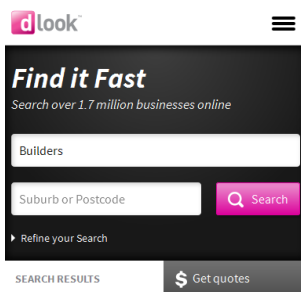 dlook
Find it Fast
Search over 1.7 million businesses online
Builders
Suburb or Postcode
Search
Refine your Search
SEARCH RESULTS
$ Get quotes